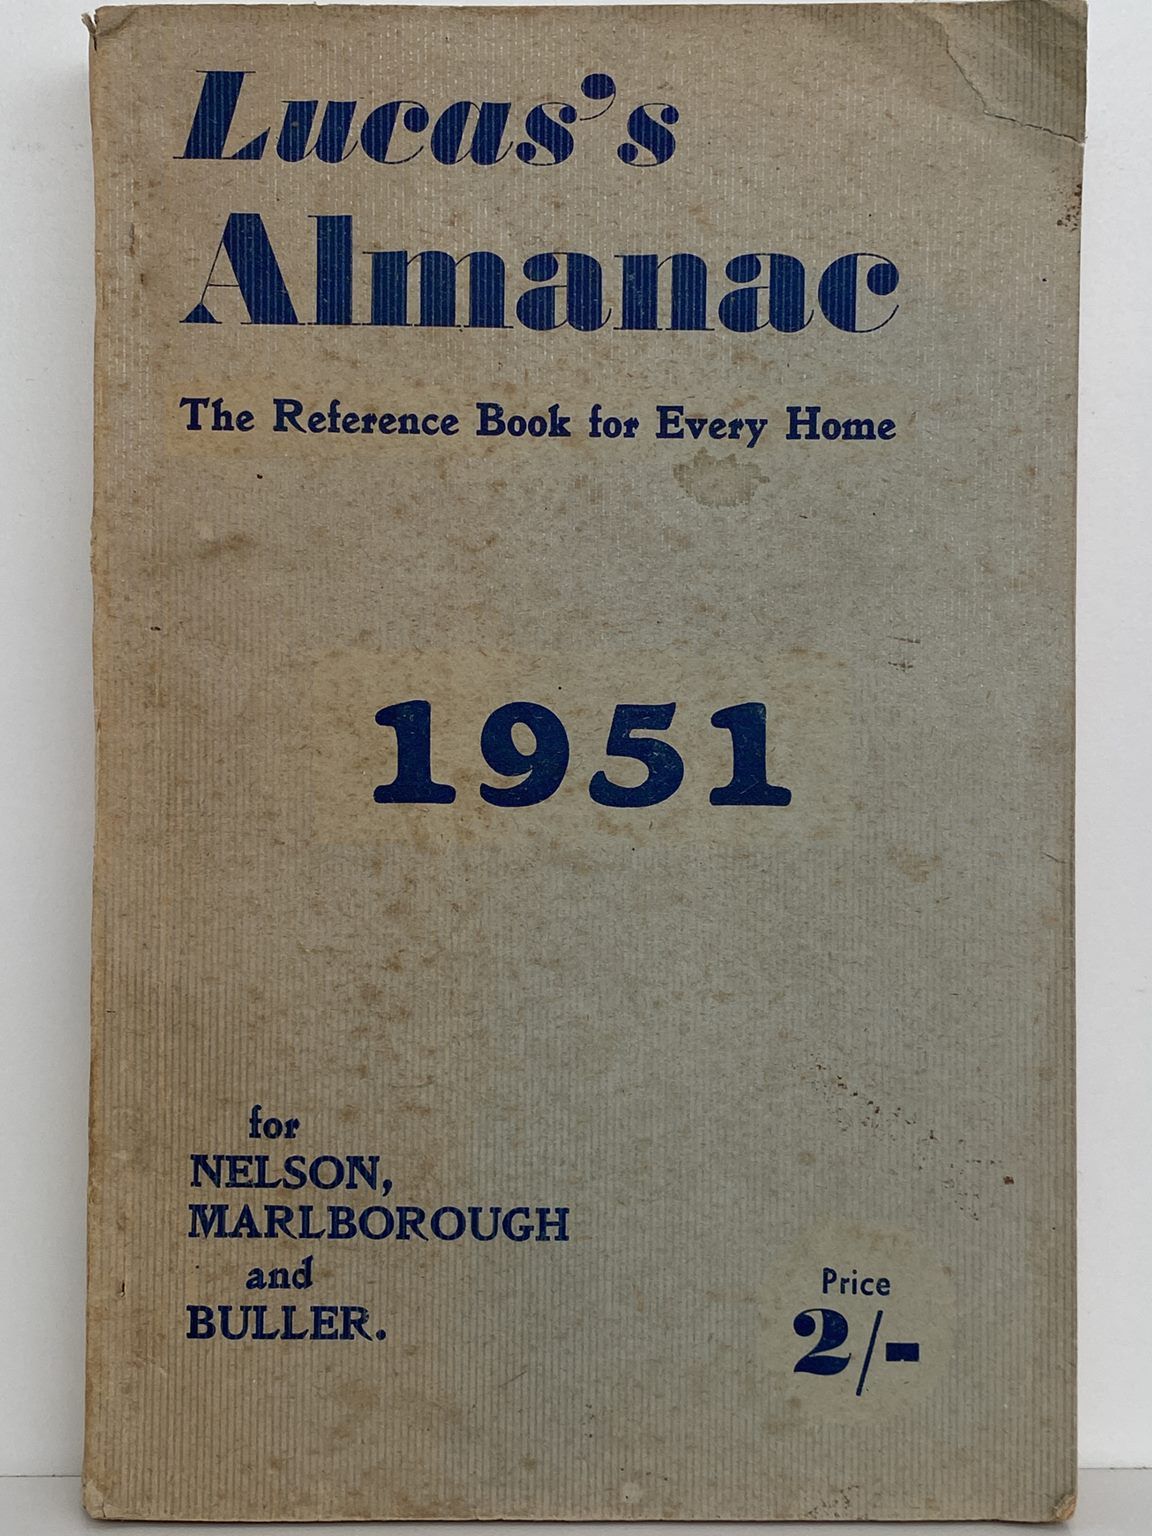 Lucas's
Almanac
The Reference Book for Every Home
1951
for
NELSON,
MARLBOROUGH
and
BULLER.
Price
2/-